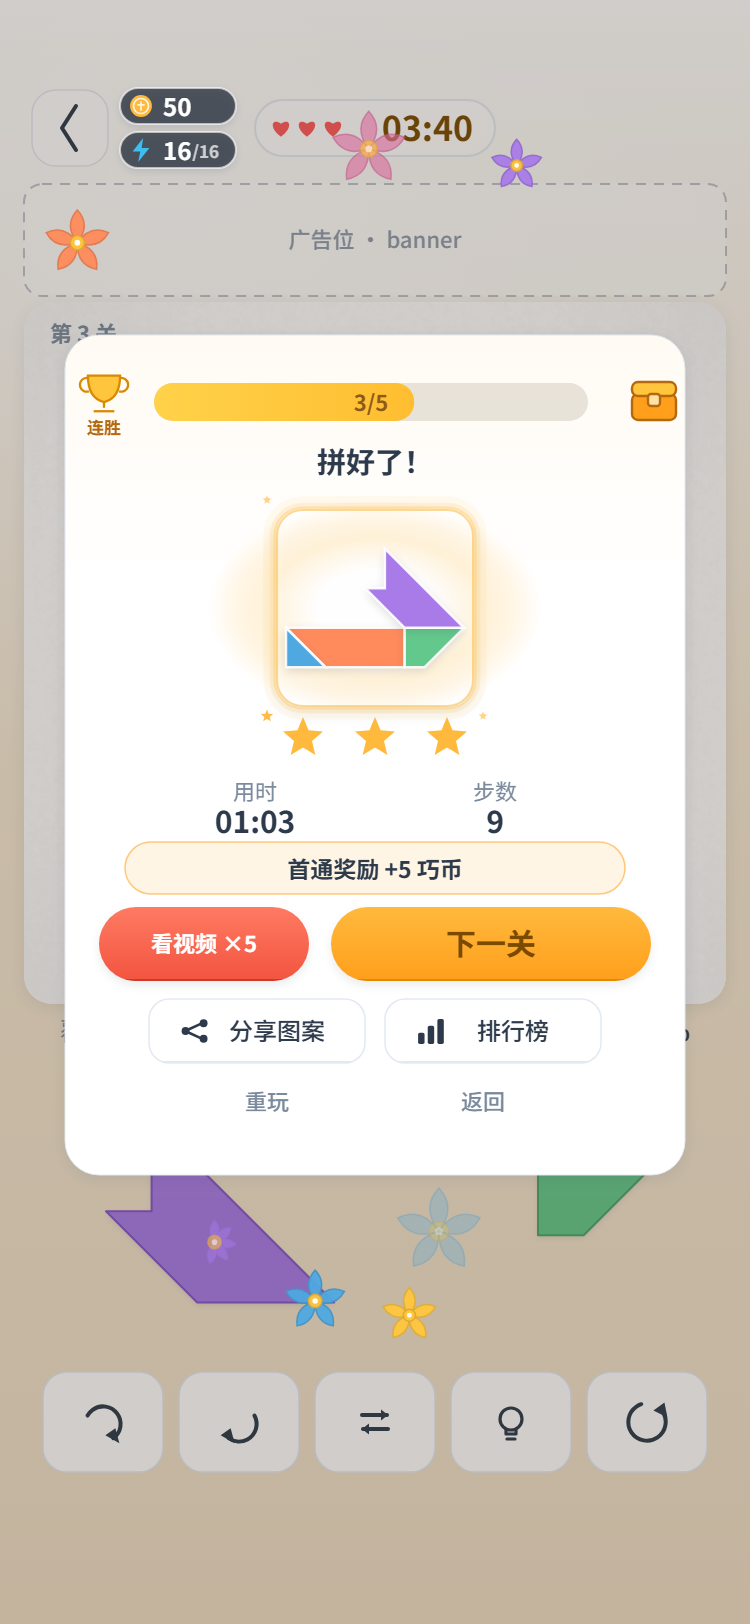 50
16/16
03:40
广告位 · banner
第 3 关
连胜
3/5
拼好了！
用时
步数
01:03
9
首通奖励 +5 巧币
看视频 ×5
下一关
分享图案
排行榜
重玩
返回